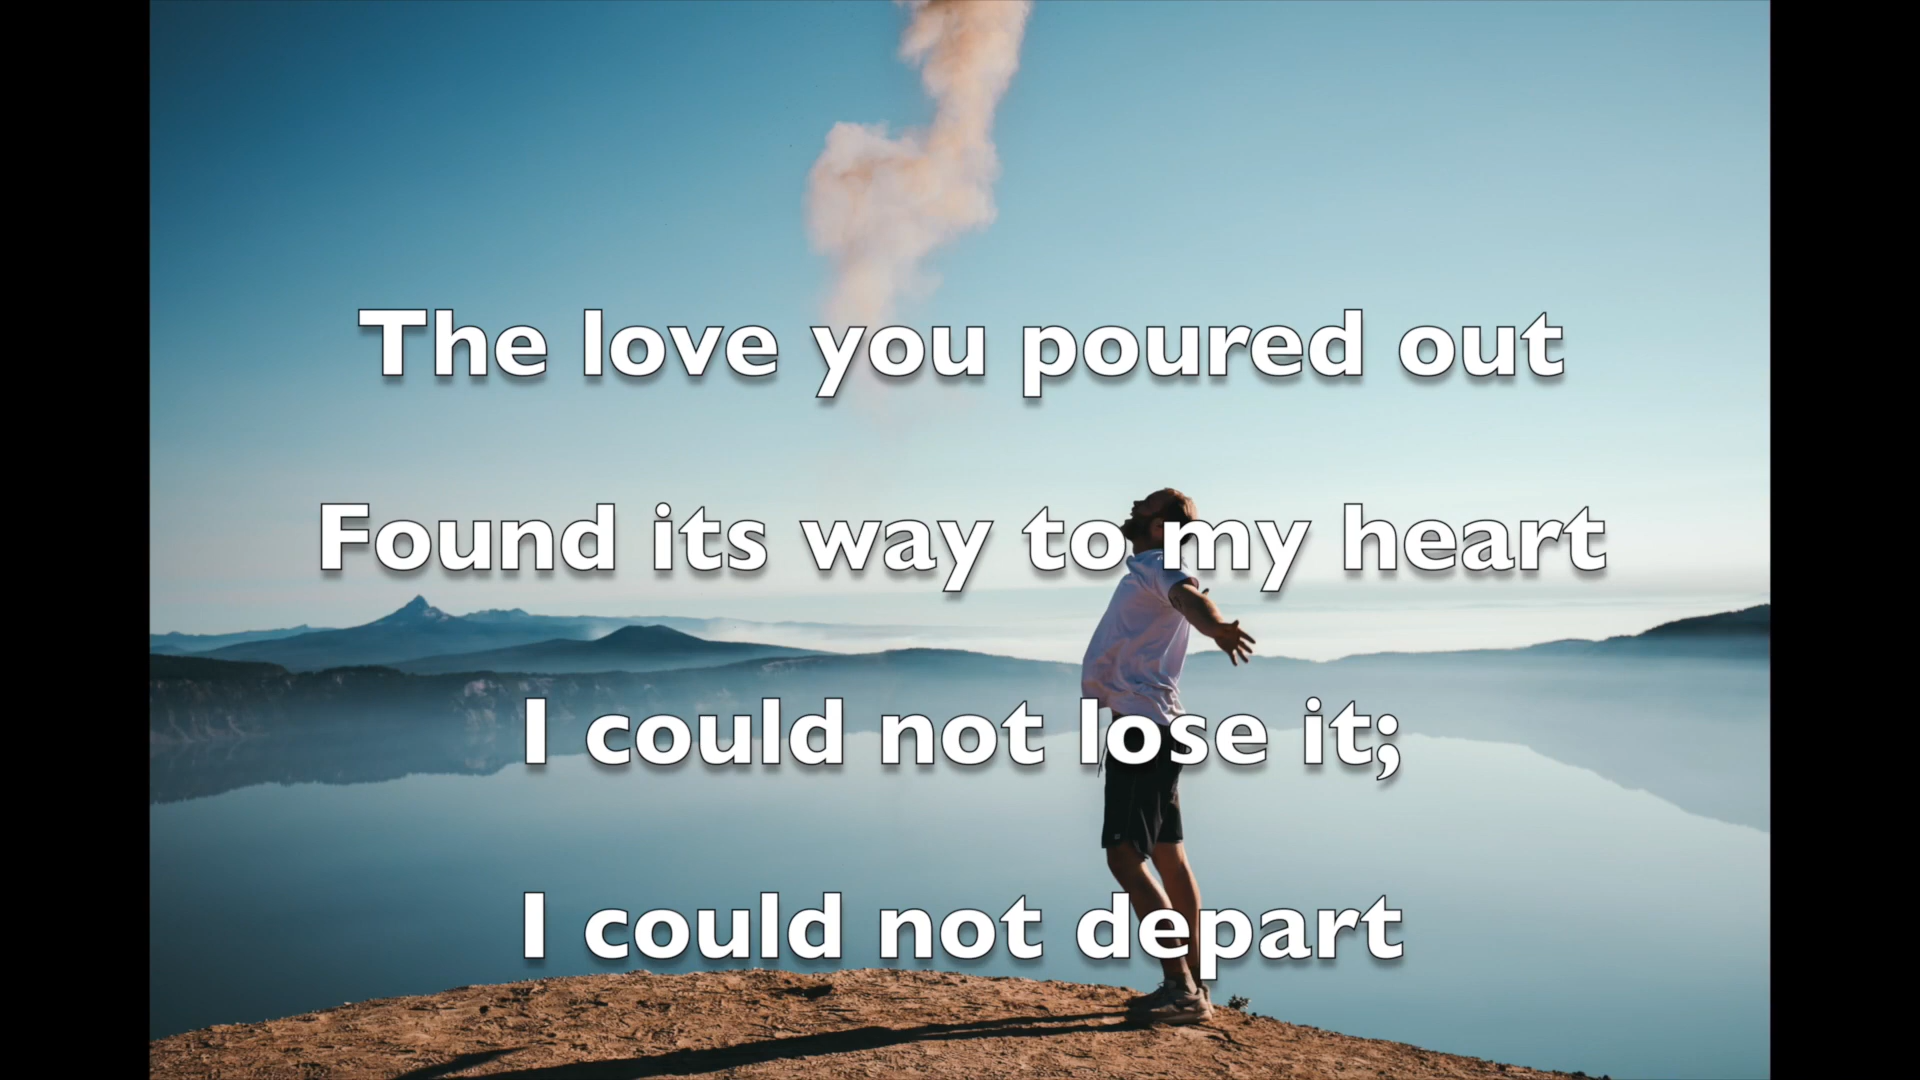 The love you poured out
Found its way to my heart
I could not lose it;
I could not depart